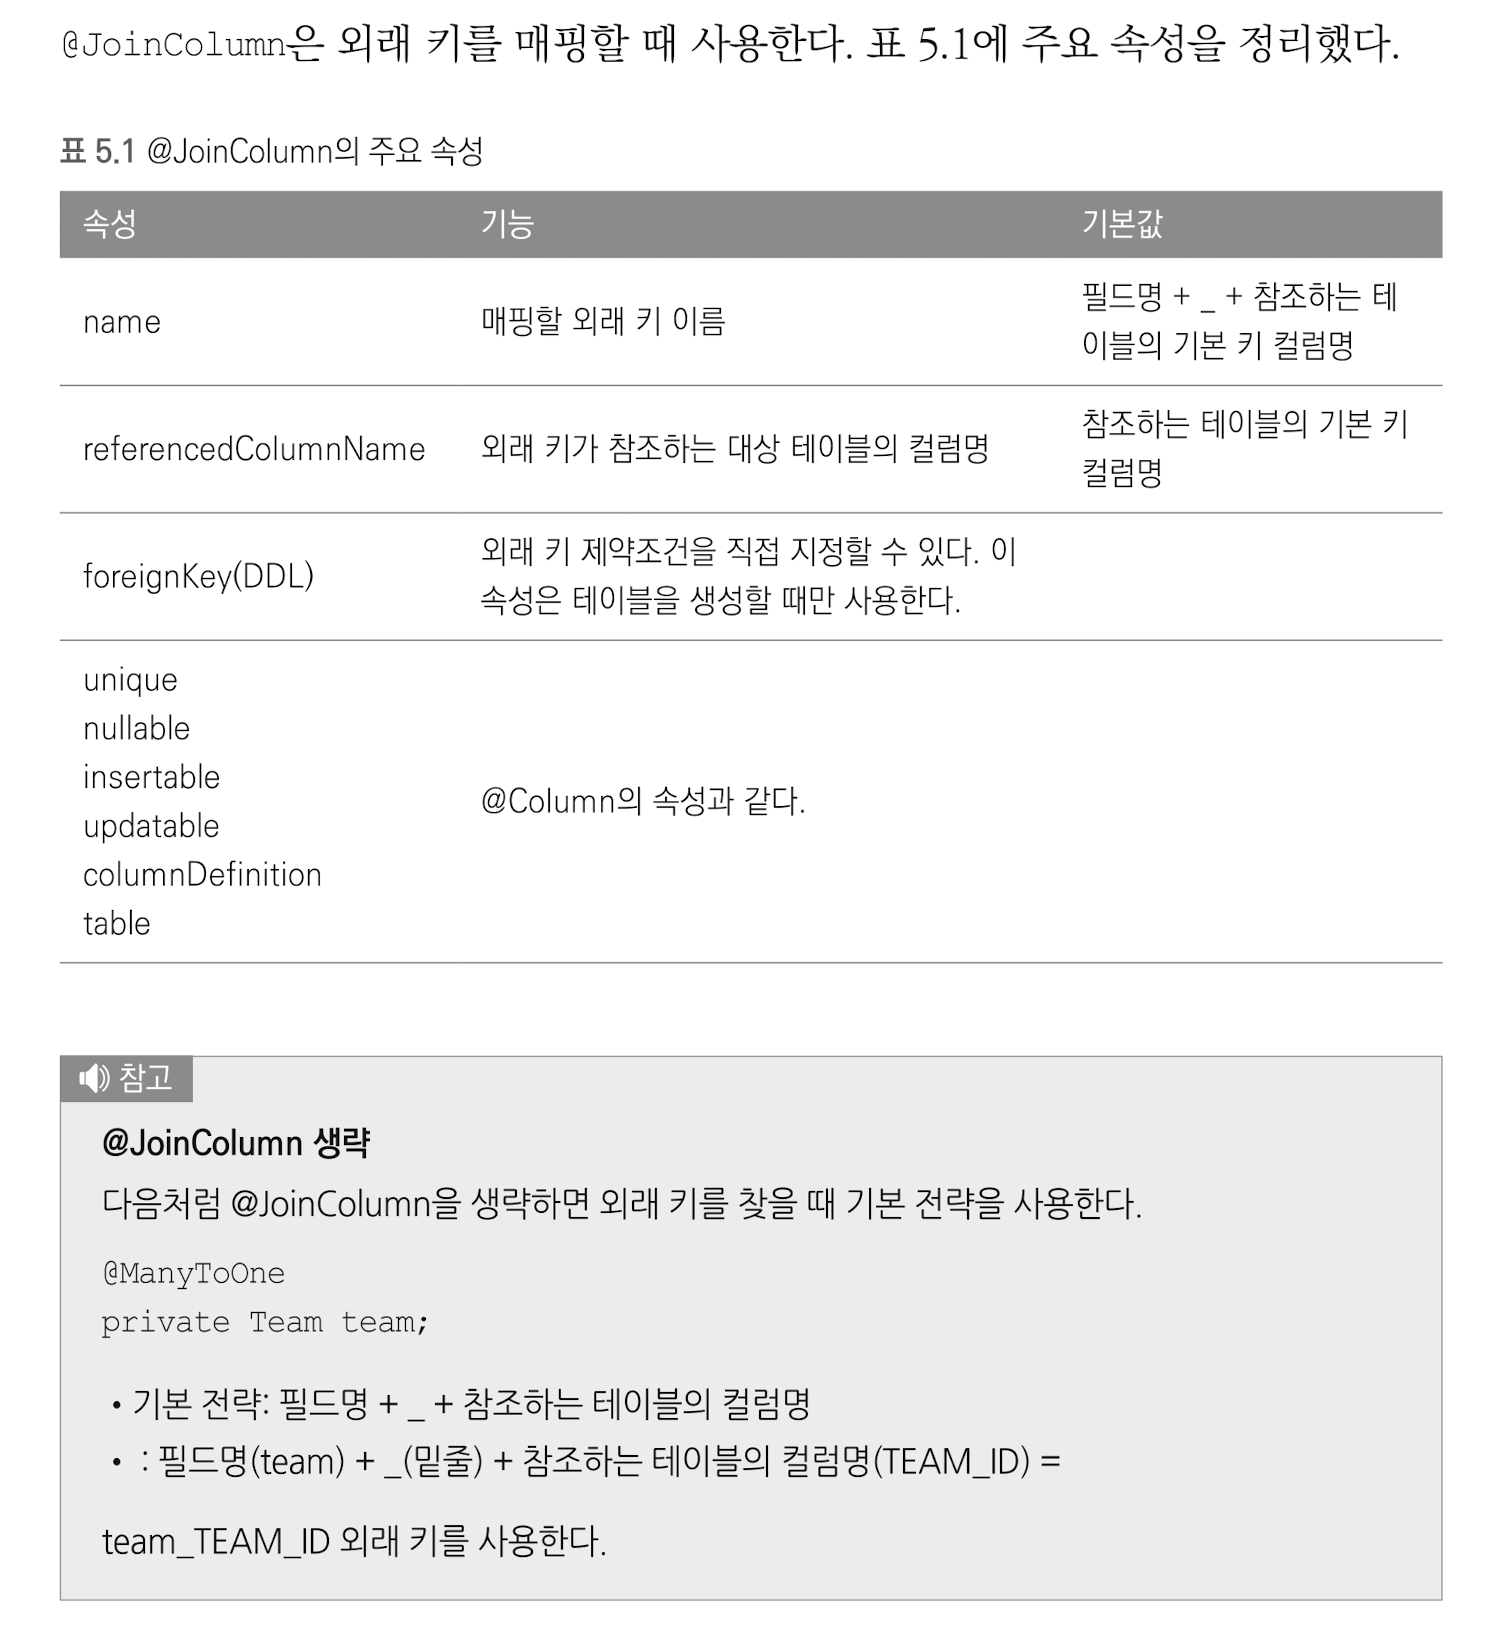 @JoinColumn은 외래 키를 매핑할 때 사용한다. 표 5.1에 주요 속성을 정리했다.
표 5.1 @JoinColumn의 주요 속성
속성 기능 기본값
name 매핑할 외래 키 이름 필드명 + _ + 참조하는 테
이블의 기본 키 컬럼명
referencedColumnName 외래 키가 참조하는 대상 테이블의 컬럼명 참조하는 테이블의 기본 키
컬럼명
foreignKey(DDL) 외래 키 제약조건을 직접 지정할 수 있다. 이
속성은 테이블을 생성할 때만 사용한다.
unique
nullable
insertable
updatable
columnDefinition
table
@Column의 속성과 같다.
참고
@JoinColumn 생략
다음처럼 @JoinColumn을 생략하면 외래 키를 찾을 때 기본 전략을 사용한다.
@ManyToOne
private Team team;
• 기본 전략: 필드명 + _ + 참조하는 테이블의 컬럼명
• : 필드명(team) + _(밑줄) + 참조하는 테이블의 컬럼명(TEAM_ID) =
team_TEAM_ID 외래 키를 사용한다.